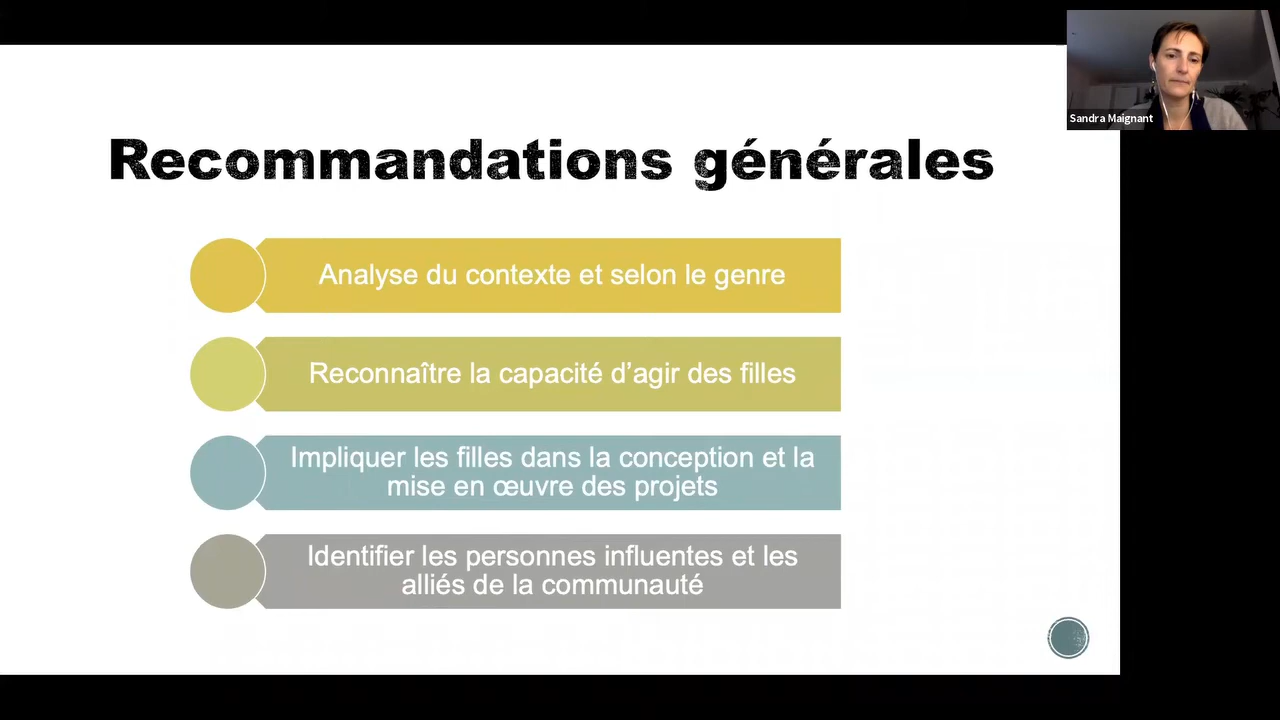 Sandra Maignant
Recommandations générales
Analyse du contexte et selon le genre
Reconnaître la capacité d’agir des filles
Impliquer les filles dans la conception et la
mise en œuvre des projets
Identifier les personnes influentes et les
alliés de la communauté